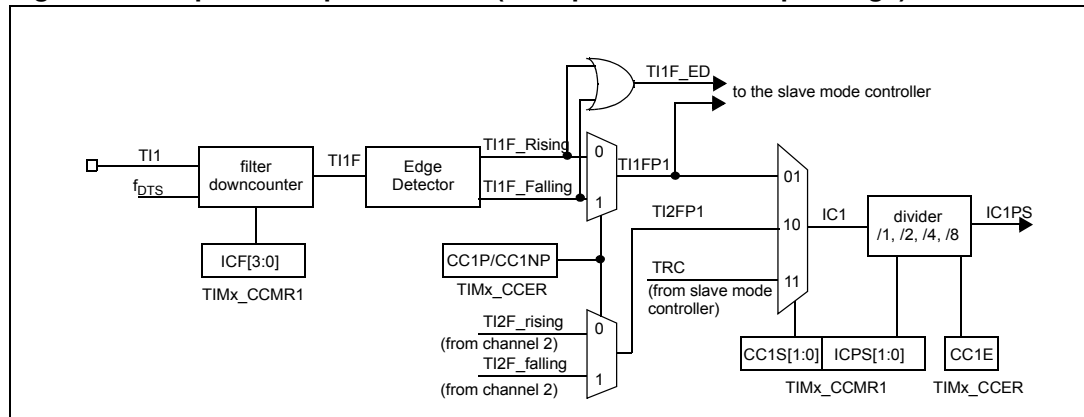 TI1F_ED
to the slave mode controller
TI1
f_DTS
filter
downcounter
TI1F
Edge
Detector
TI1F_Rising
TI1F_Falling
0
1
TI1FP1
01
TI2FP1
10
IC1
divider
/1, /2, /4, /8
IC1PS
ICF[3:0]
TIMx_CCMR1
CC1P/CC1NP
TIMx_CCER
TRC
11
(from slave mode
controller)
TI2F_rising
0
(from channel 2)
TI2F_falling
1
(from channel 2)
CC1S[1:0]
ICPS[1:0]
CC1E
TIMx_CCMR1
TIMx_CCER